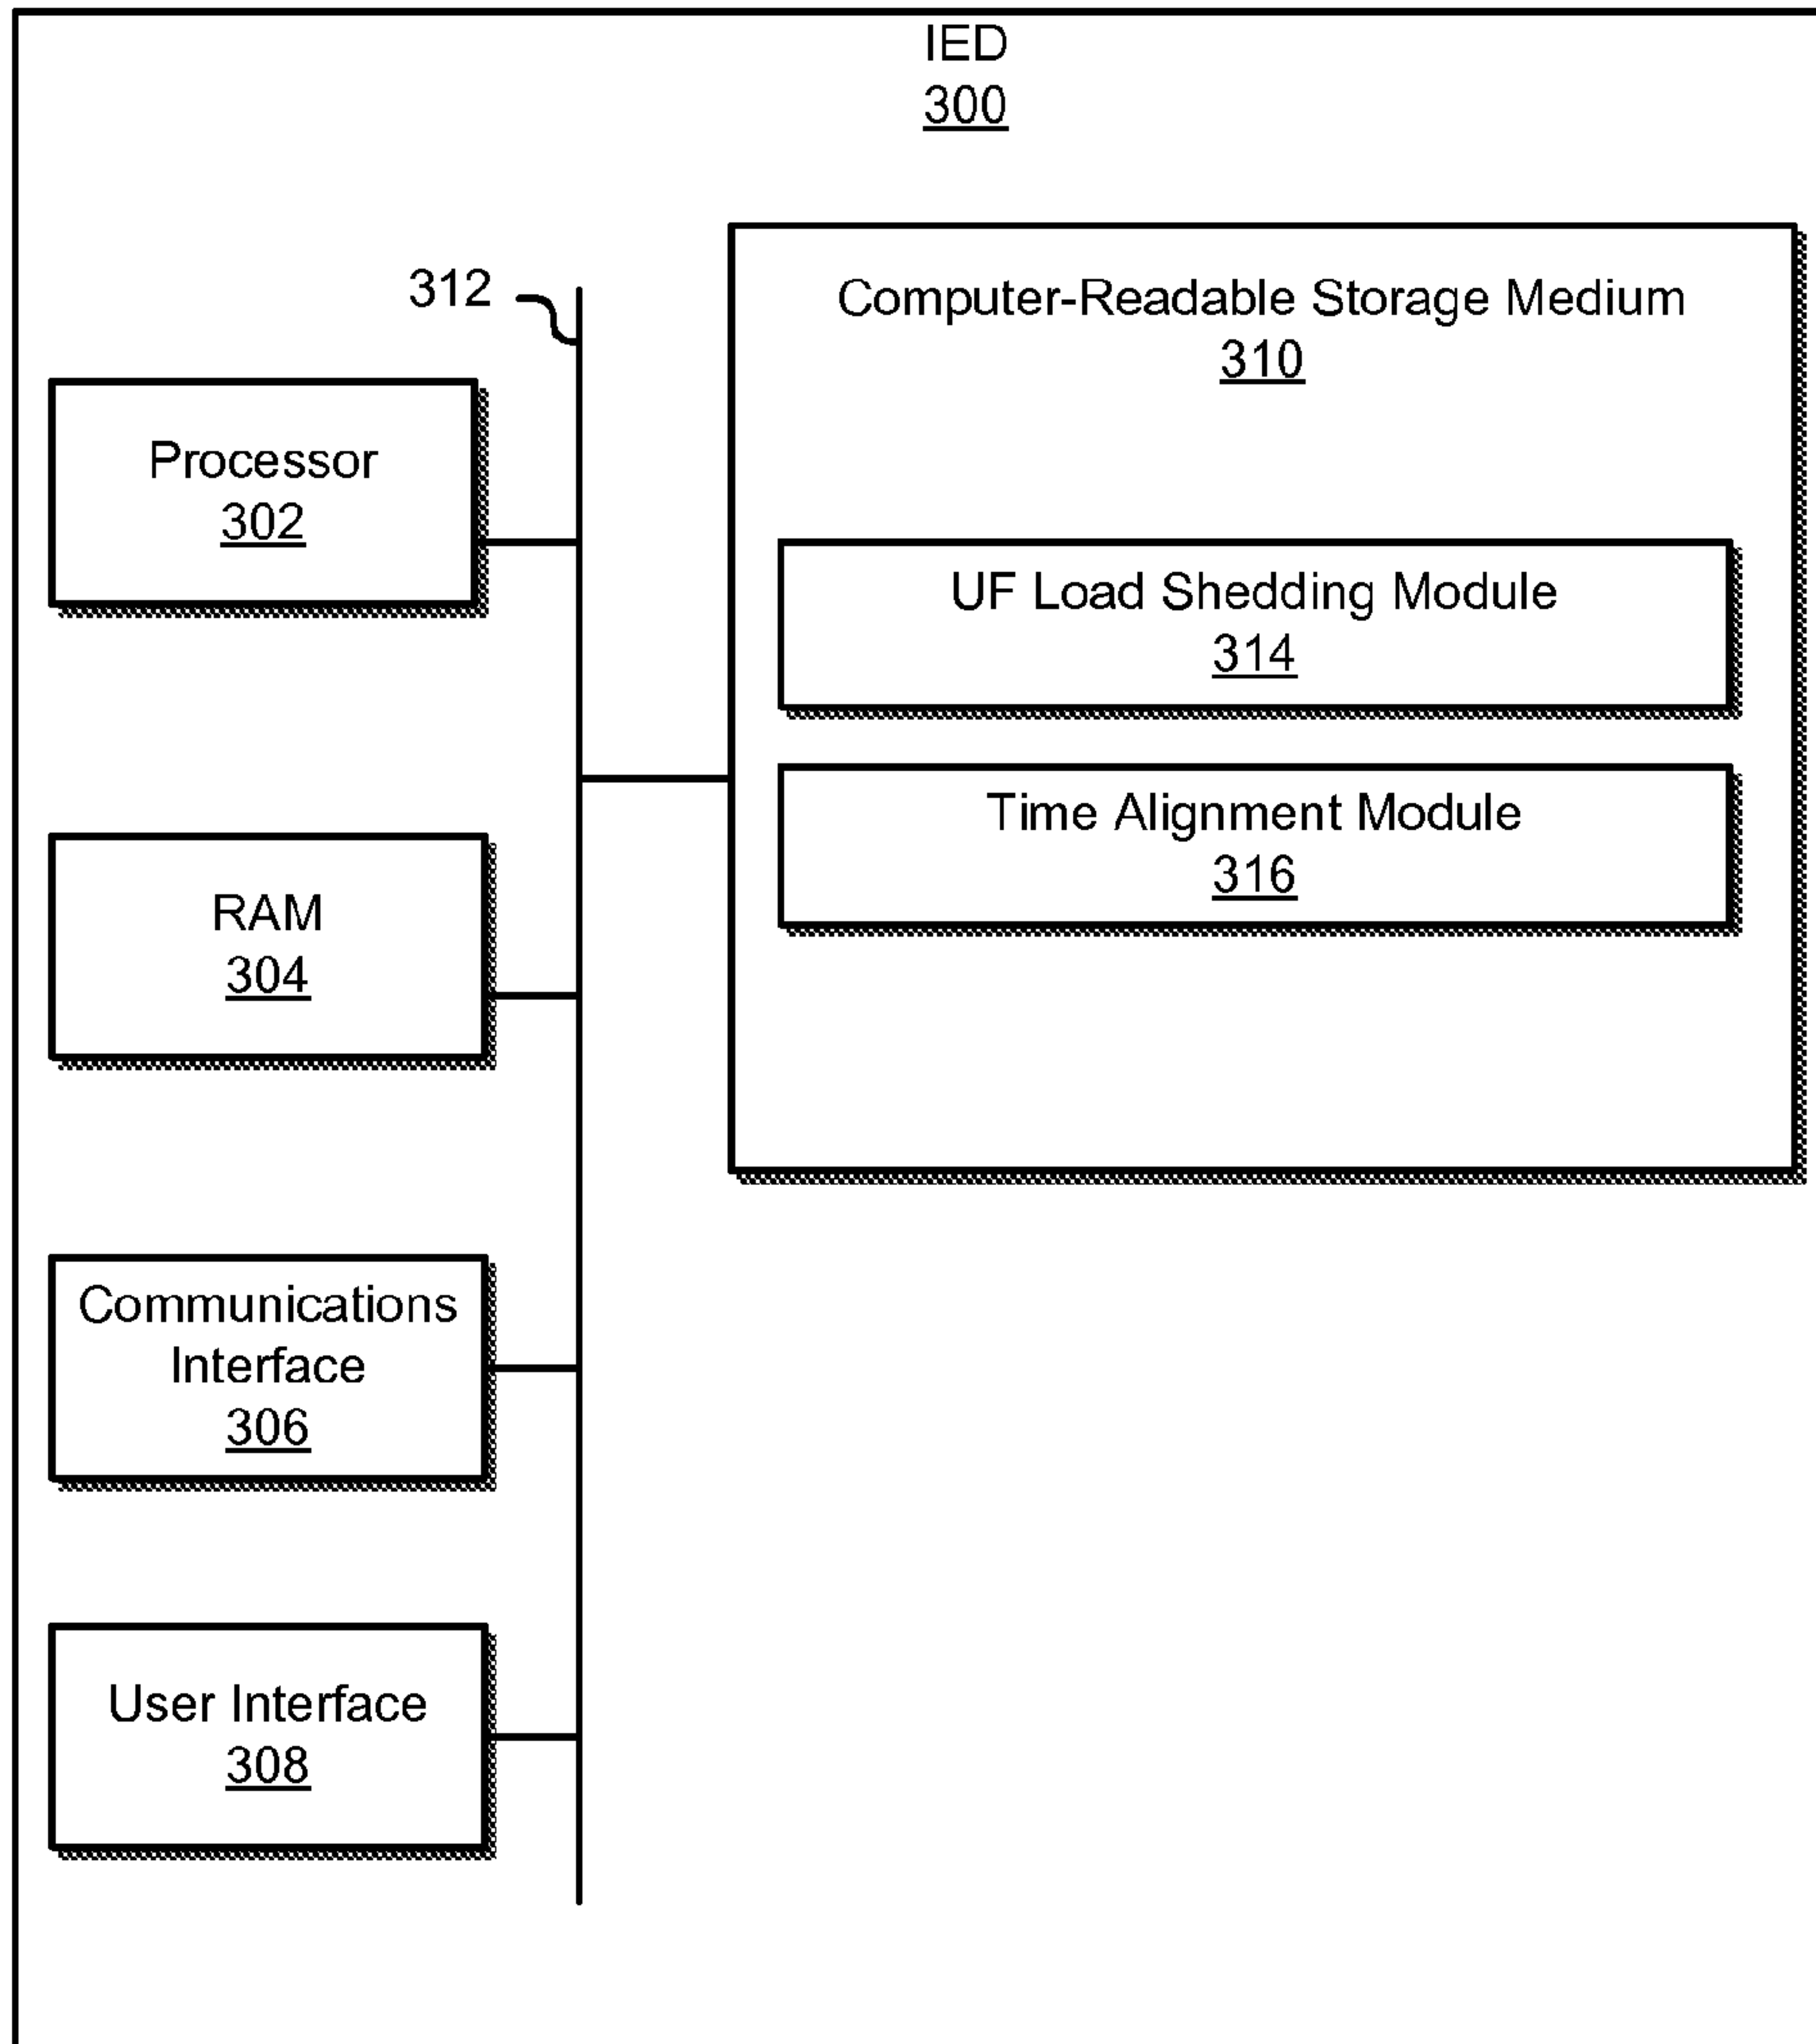 IED
300
312
Computer-Readable Storage Medium
310
Processor
302
UF Load Shedding Module
314
Time Alignment Module
316
RAM
304
Communications
Interface
306
User Interface
308